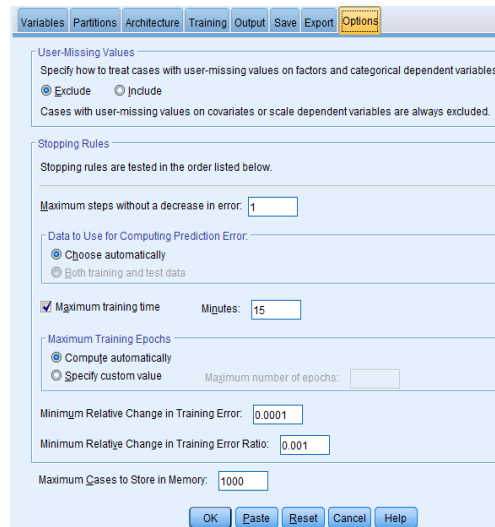 Variables Partitions Architecture Training Output Save Export Options
User-Missing Values
Specify how to treat cases with user-missing values on factors and categorical dependent variables
Exclude Include
Cases with user-missing values on covariates or scale dependent variables are always excluded.
Stopping Rules
Stopping rules are tested in the order listed below.
Maximum steps without a decrease in error: 1
Data to Use for Computing Prediction Error:
Choose automatically
Both training and test data
Maximum training time Minutes: 15
Maximum Training Epochs
Compute automatically
Specify custom value Maximum number of epochs:
Minimum Relative Change in Training Error: 0.0001
Minimum Relative Change in Training Error Ratio: 0.001
Maximum Cases to Store in Memory: 1000
OK Paste Reset Cancel Help